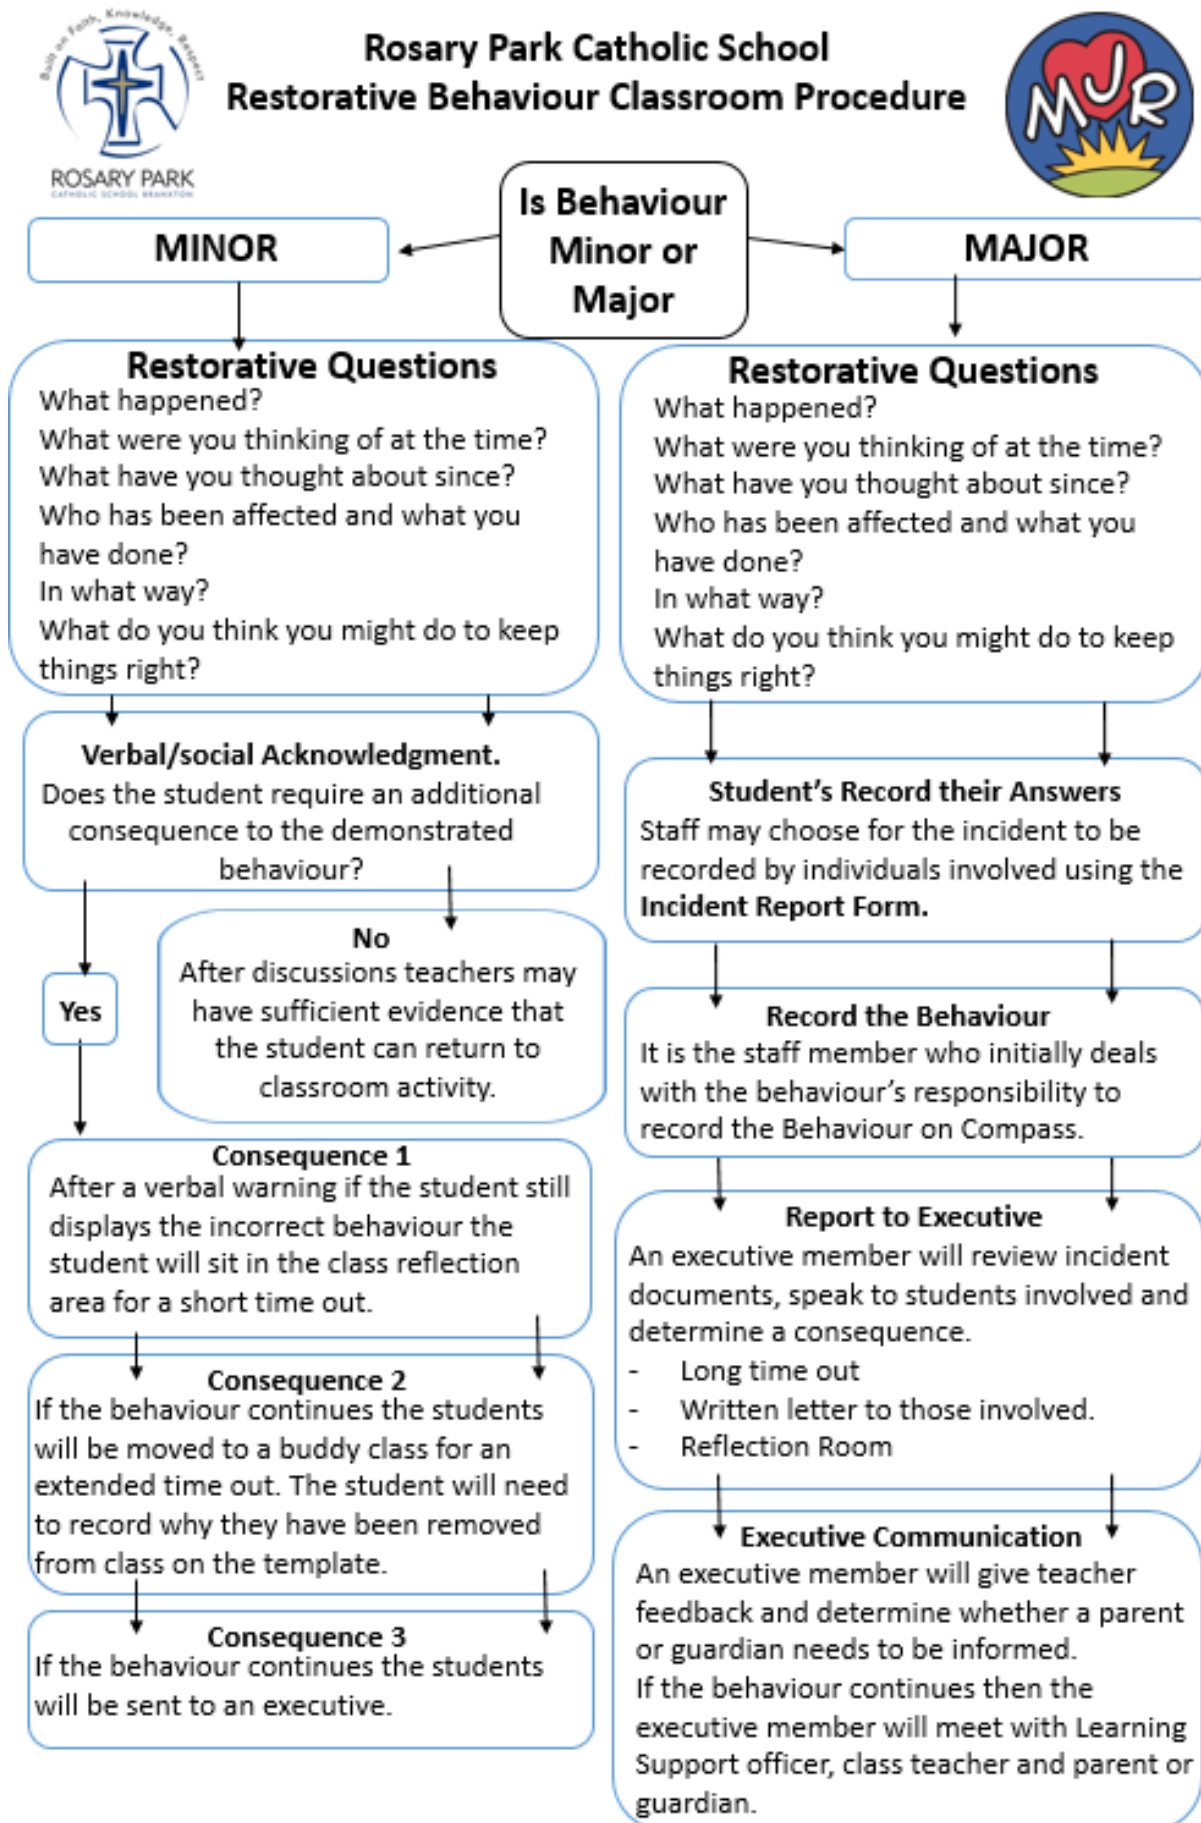 Built on Faith, Knowledge, Respect
ROSARY PARK
CATHOLIC SCHOOL BRANXTON
Rosary Park Catholic School
Restorative Behaviour Classroom Procedure
MJR
Is Behaviour
Minor or
Major
MINOR
MAJOR
Restorative Questions
What happened?
What were you thinking of at the time?
What have you thought about since?
Who has been affected and what you
have done?
In what way?
What do you think you might do to keep
things right?
Verbal/social Acknowledgment.
Does the student require an additional
consequence to the demonstrated
behaviour?
No
After discussions teachers may
have sufficient evidence that
the student can return to
classroom activity.
Yes
Consequence 1
After a verbal warning if the student still
displays the incorrect behaviour the
student will sit in the class reflection
area for a short time out.
Consequence 2
If the behaviour continues the students
will be moved to a buddy class for an
extended time out. The student will need
to record why they have been removed
from class on the template.
Consequence 3
If the behaviour continues the students
will be sent to an executive.
Restorative Questions
What happened?
What were you thinking of at the time?
What have you thought about since?
Who has been affected and what you
have done?
In what way?
What do you think you might do to keep
things right?
Student's Record their Answers
Staff may choose for the incident to be
recorded by individuals involved using the
Incident Report Form.
Record the Behaviour
It is the staff member who initially deals
with the behaviour's responsibility to
record the Behaviour on Compass.
Report to Executive
An executive member will review incident
documents, speak to students involved and
determine a consequence.
- Long time out
- Written letter to those involved.
- Reflection Room
Executive Communication
An executive member will give teacher
feedback and determine whether a parent
or guardian needs to be informed.
If the behaviour continues then the
executive member will meet with Learning
Support officer, class teacher and parent or
guardian.